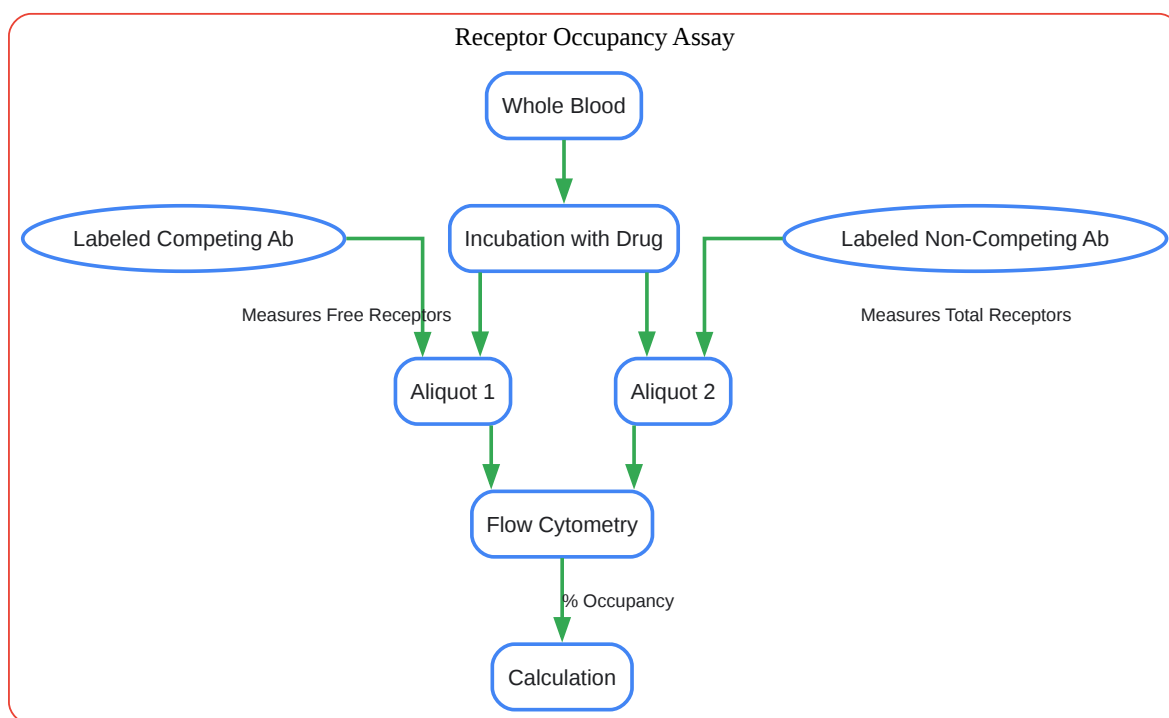 Receptor Occupancy Assay
Whole Blood
Labeled Competing Ab
Incubation with Drug
Labeled Non-Competing Ab
Measures Free Receptors
Measures Total Receptors
Aliquot 1
Aliquot 2
Flow Cytometry
% Occupancy
Calculation